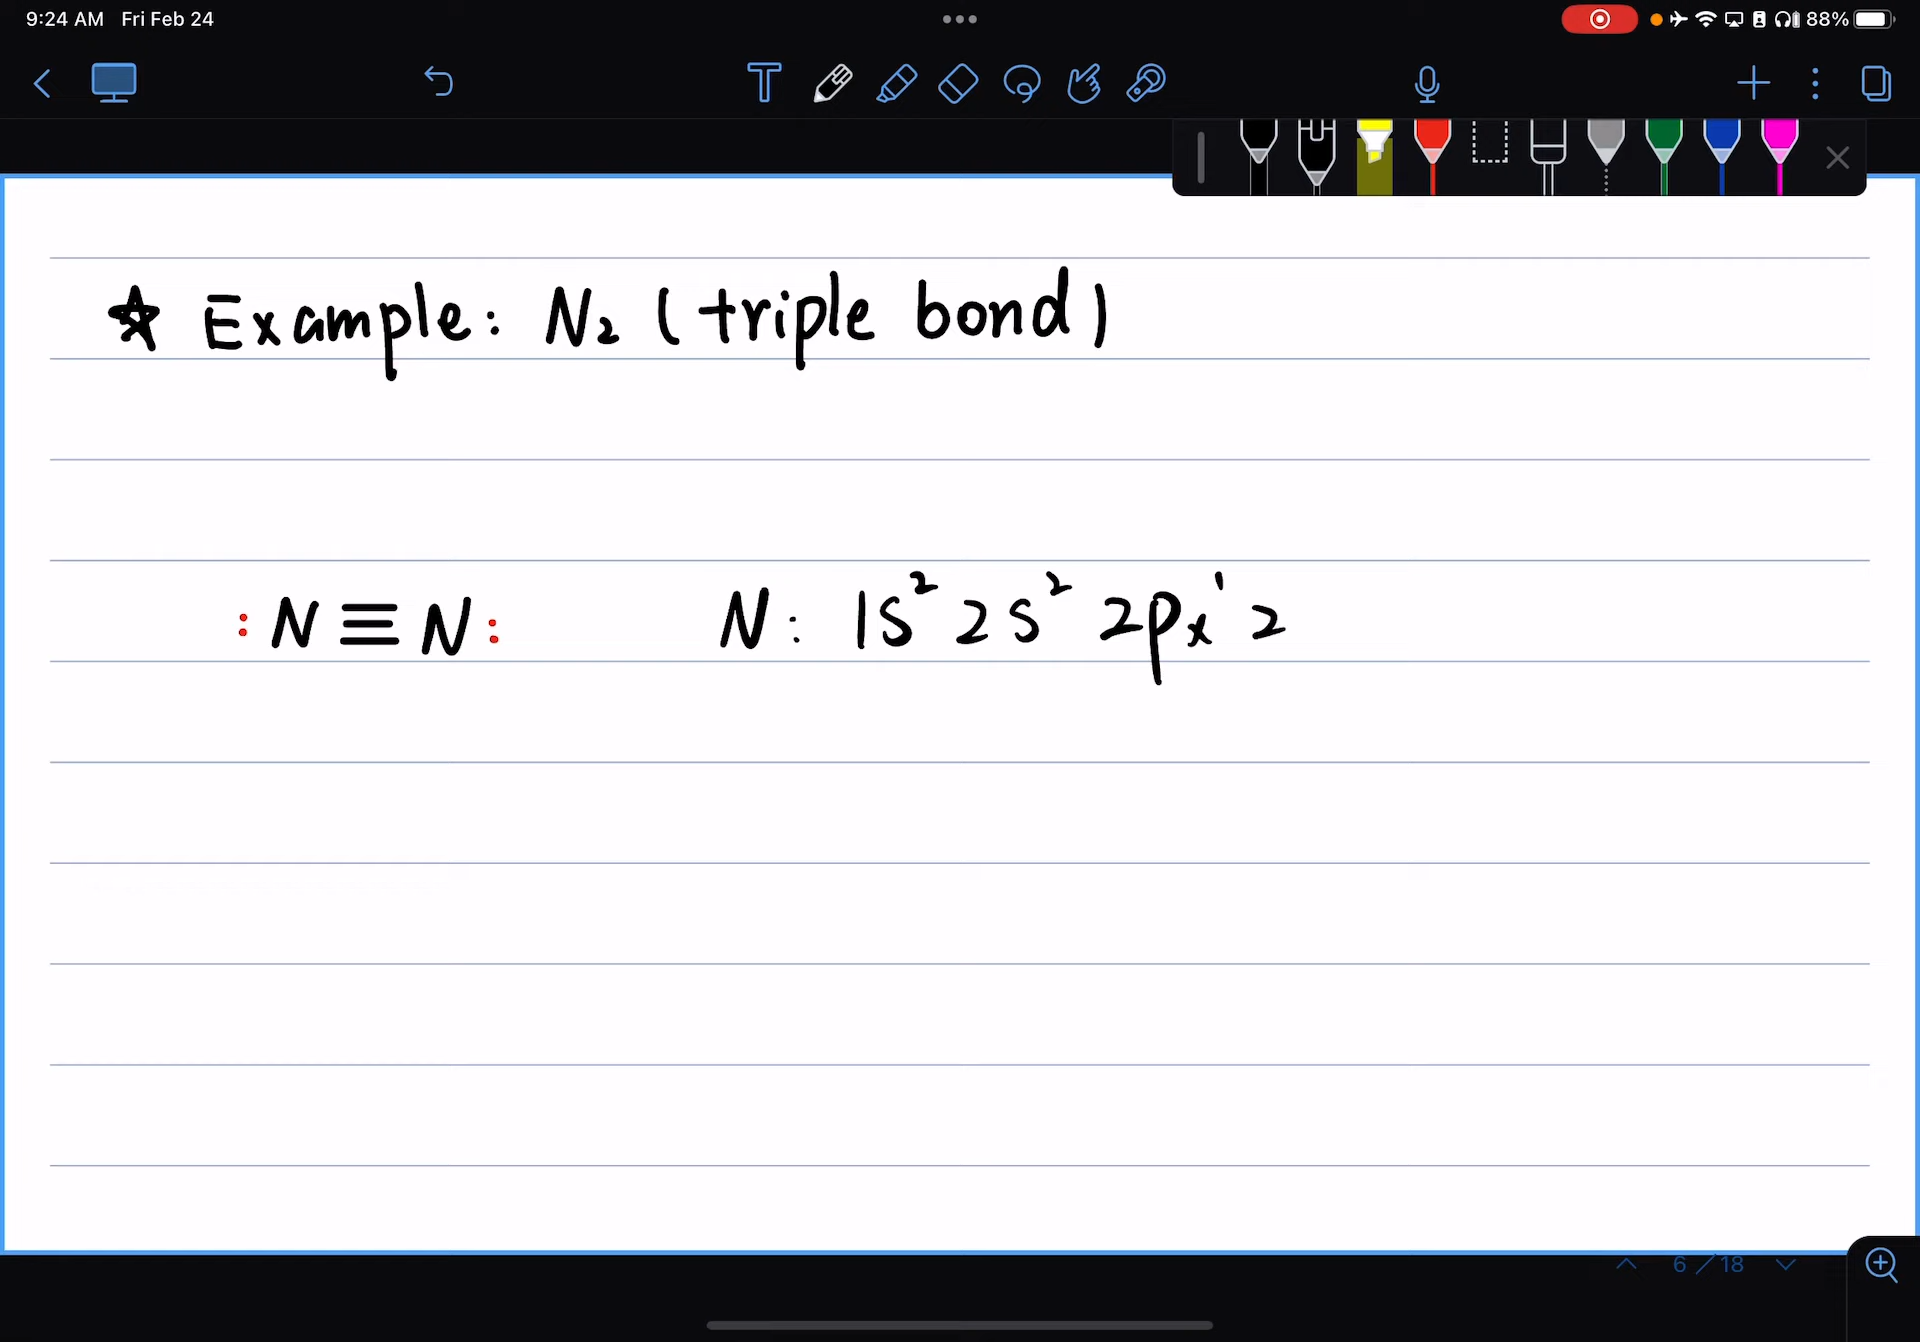 9:24 AM Fri Feb 24
88%
☆ Example: N₂ (triple bond)
:N≡N: N: 1s² 2s² 2pₓ¹ 2
6 / 18